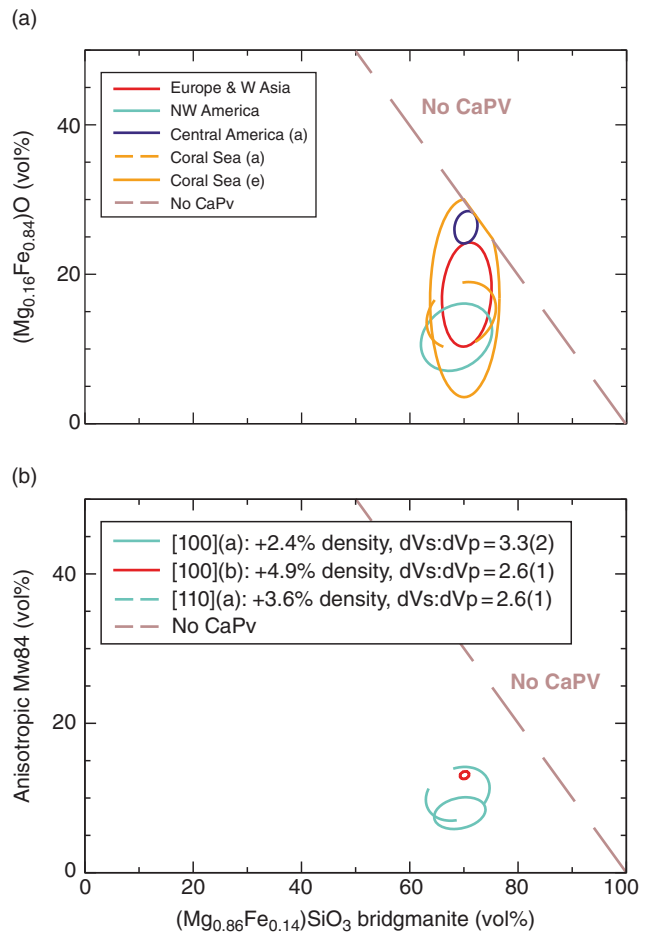 (a)
Europe & W Asia
NW America
Central America (a)
Coral Sea (a)
Coral Sea (e)
No CaPv
No CaPV
40
20
0
(Mg0.16Fe0.84)O (vol%)
(b)
[100](a): +2.4% density, dVs:dVp=3.3(2)
[100](b): +4.9% density, dVs:dVp=2.6(1)
[110](a): +3.6% density, dVs:dVp=2.6(1)
No CaPv
No CaPV
40
20
0
Anisotropic Mw84 (vol%)
0 20 40 60 80 100
(Mg0.86Fe0.14)SiO3 bridgmanite (vol%)